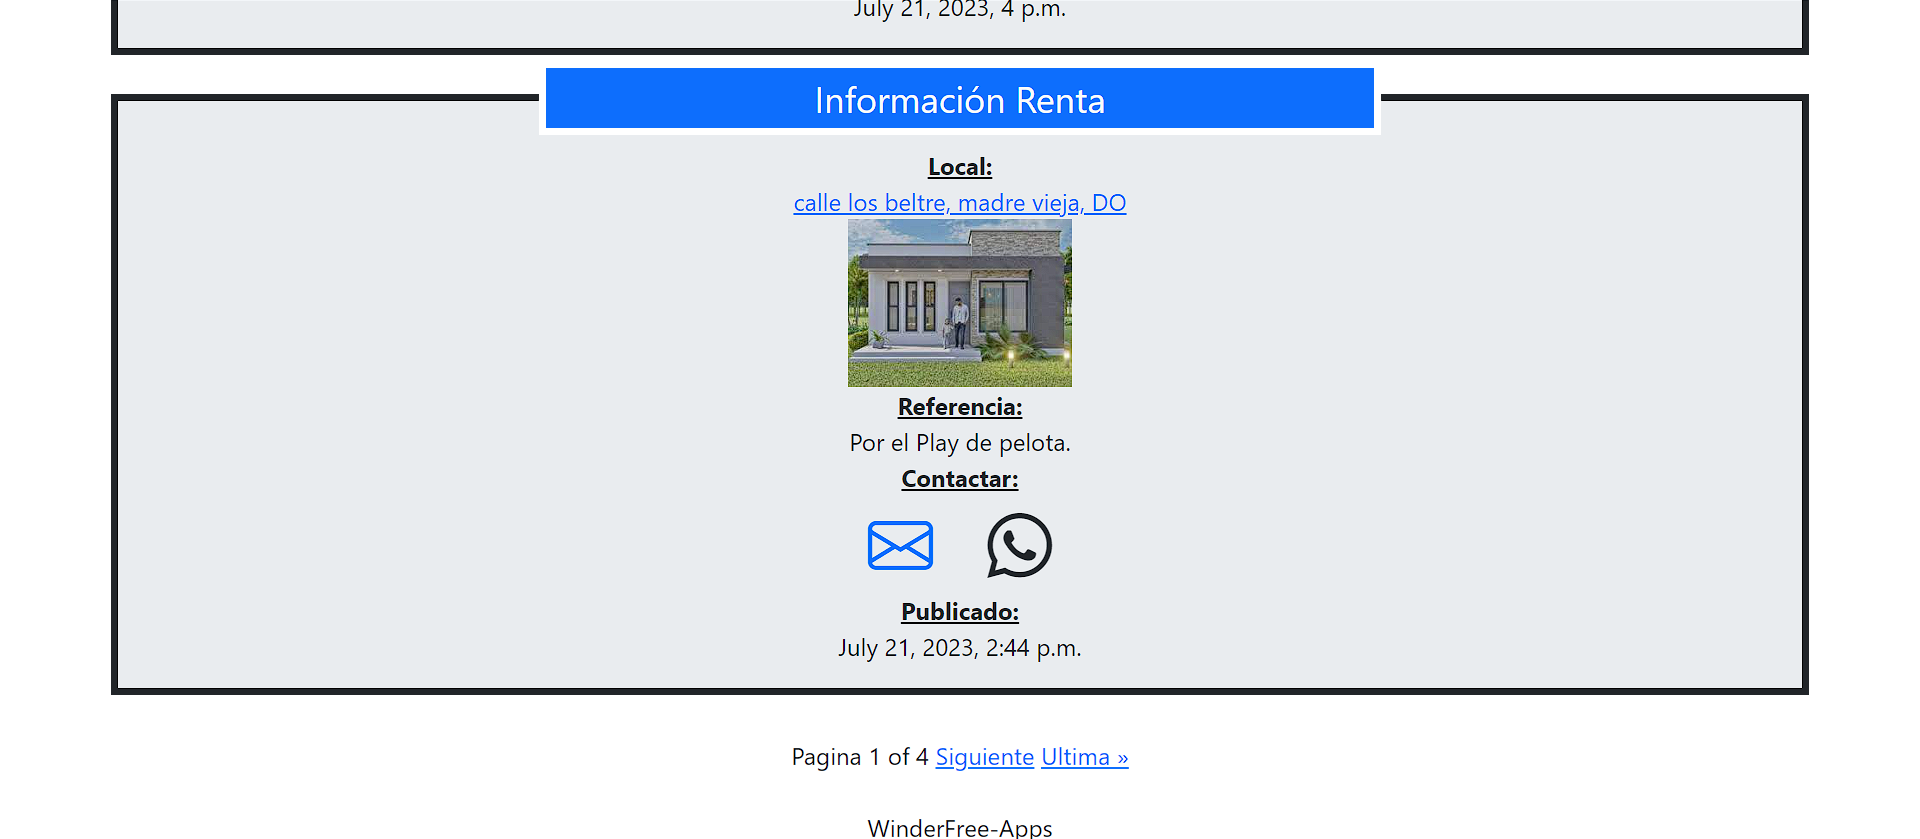 July 21, 2023, 4 p.m.
Información Renta
Local:
calle los beltre, madre vieja, DO
Referencia:
Por el Play de pelota.
Contactar:
Publicado:
July 21, 2023, 2:44 p.m.
Pagina 1 of 4 Siguiente Ultima »
WinderFree-Apps